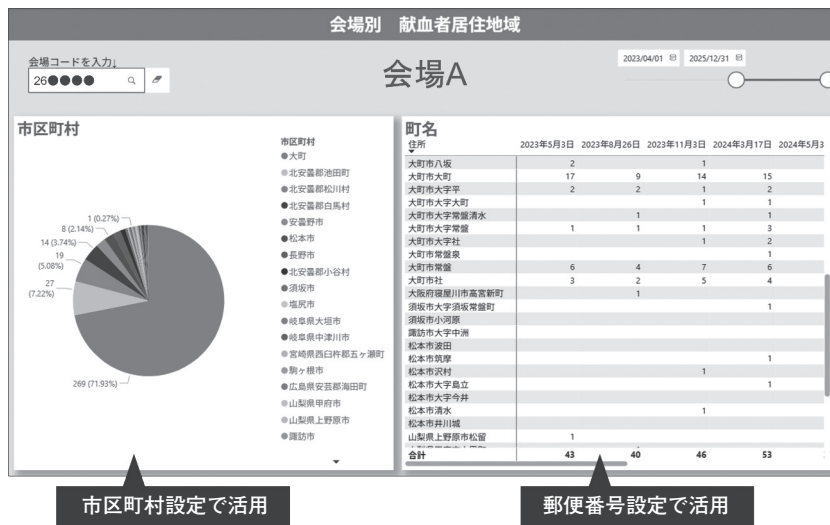 会場別 献血者居住地域
会場コードを入力↓
26●●●●
会場A
2023/04/01 2025/12/31
市区町村
市区町村
●大町
●北安曇郡池田町
●北安曇郡松川村
●北安曇郡白馬村
●安曇野市
●松本市
●長野市
●北安曇郡小谷村
●須坂市
●塩尻市
●岐阜県大垣市
●岐阜県中津川市
●宮崎県西臼杵郡五ヶ瀬町
●駒ヶ根市
●広島県安芸郡海田町
●山梨県甲府市
●山梨県上野原市
●諏訪市
1 (0.27%)
8 (2.14%)
14 (3.74%)
19
(5.08%)
27
(7.22%)
269 (71.93%)
町名
住所 2023年5月3日 2023年8月26日 2023年11月3日 2024年3月17日 2024年5月3
大町市八坂 2 1
大町市大町 17 9 14 15
大町市大字平 2 2 1 2
大町市大字大町 1 1
大町市大字常盤清水 1 1
大町市大字常盤 1 1 1 3
大町市大字社 1 2
大町市常盤泉 1
大町市常盤 6 4 7 6
大町市社 3 2 5 4
大阪府寝屋川市高宮新町 1
須坂市大字須坂常盤町 1
須坂市小河原
諏訪市大字中洲
松本市波田
松本市筑摩 1
松本市沢村 1
松本市大字島立 1
松本市大字今井
松本市清水 1
松本市井川城
山梨県上野原市松留 1
合計 43 40 46 53
市区町村設定で活用
郵便番号設定で活用